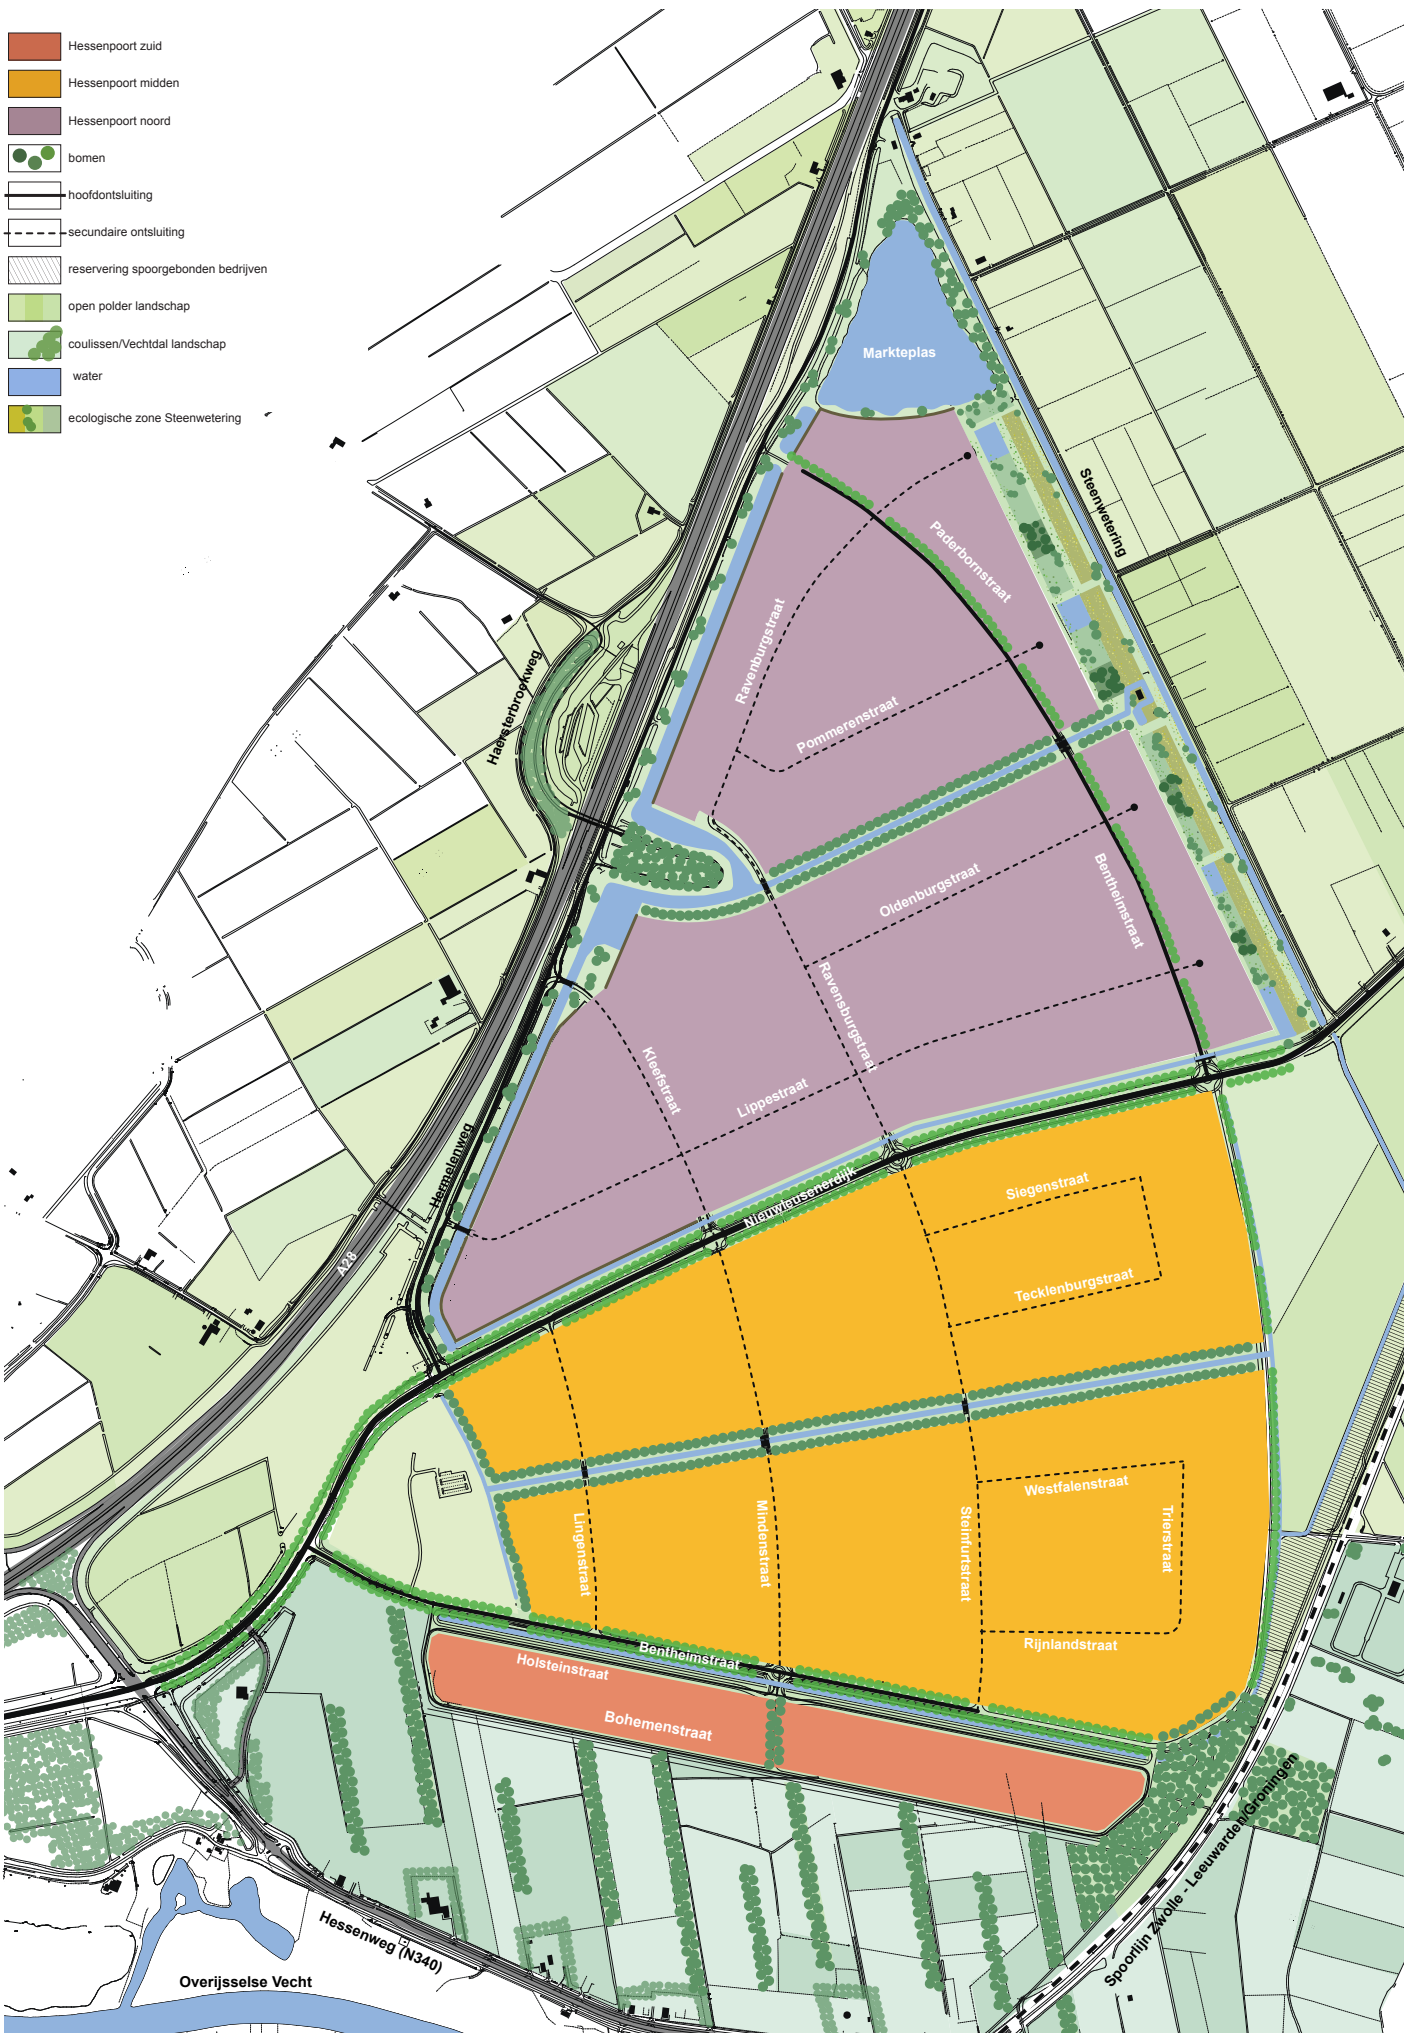 Hessenpoort zuid
Hessenpoort midden
Hessenpoort noord
bomen
hoofdontsluiting
secundaire ontsluiting
reservering spoorgebonden bedrijven
open polder landschap
coulissen/Vechtdal landschap
water
ecologische zone Steenwetering
Markteplas
Steenwetering
Paderbornstraat
Ravenburgstraat
Haersterbroekweg
Pommerenstraat
Oldenburgstraat
Bentheimstraat
Ravensburgstraat
Kleefstraat
Lippestraat
Hermelenweg
Nieuwleusenerdijk
Siegenstraat
A28
Tecklenburgstraat
Westfalenstraat
Lingenstraat
Mindenstraat
Steinfurtstraat
Trierstraat
Rijnlandstraat
Bentheimstraat
Holsteinstraat
Bohemenstraat
Spoorlijn Zwolle - Leeuwarden/Groningen
Hessenweg (N340)
Overijsselse Vecht